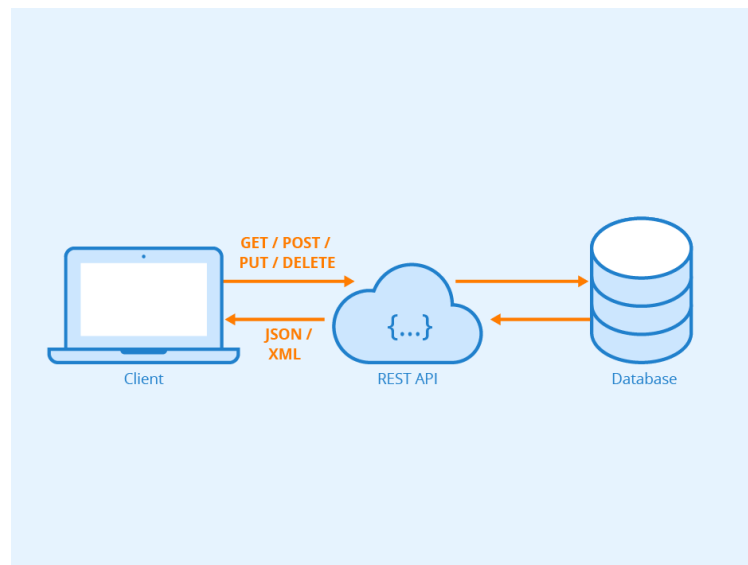 GET / POST /
PUT / DELETE
JSON /
XML
{...}
Client
REST API
Database